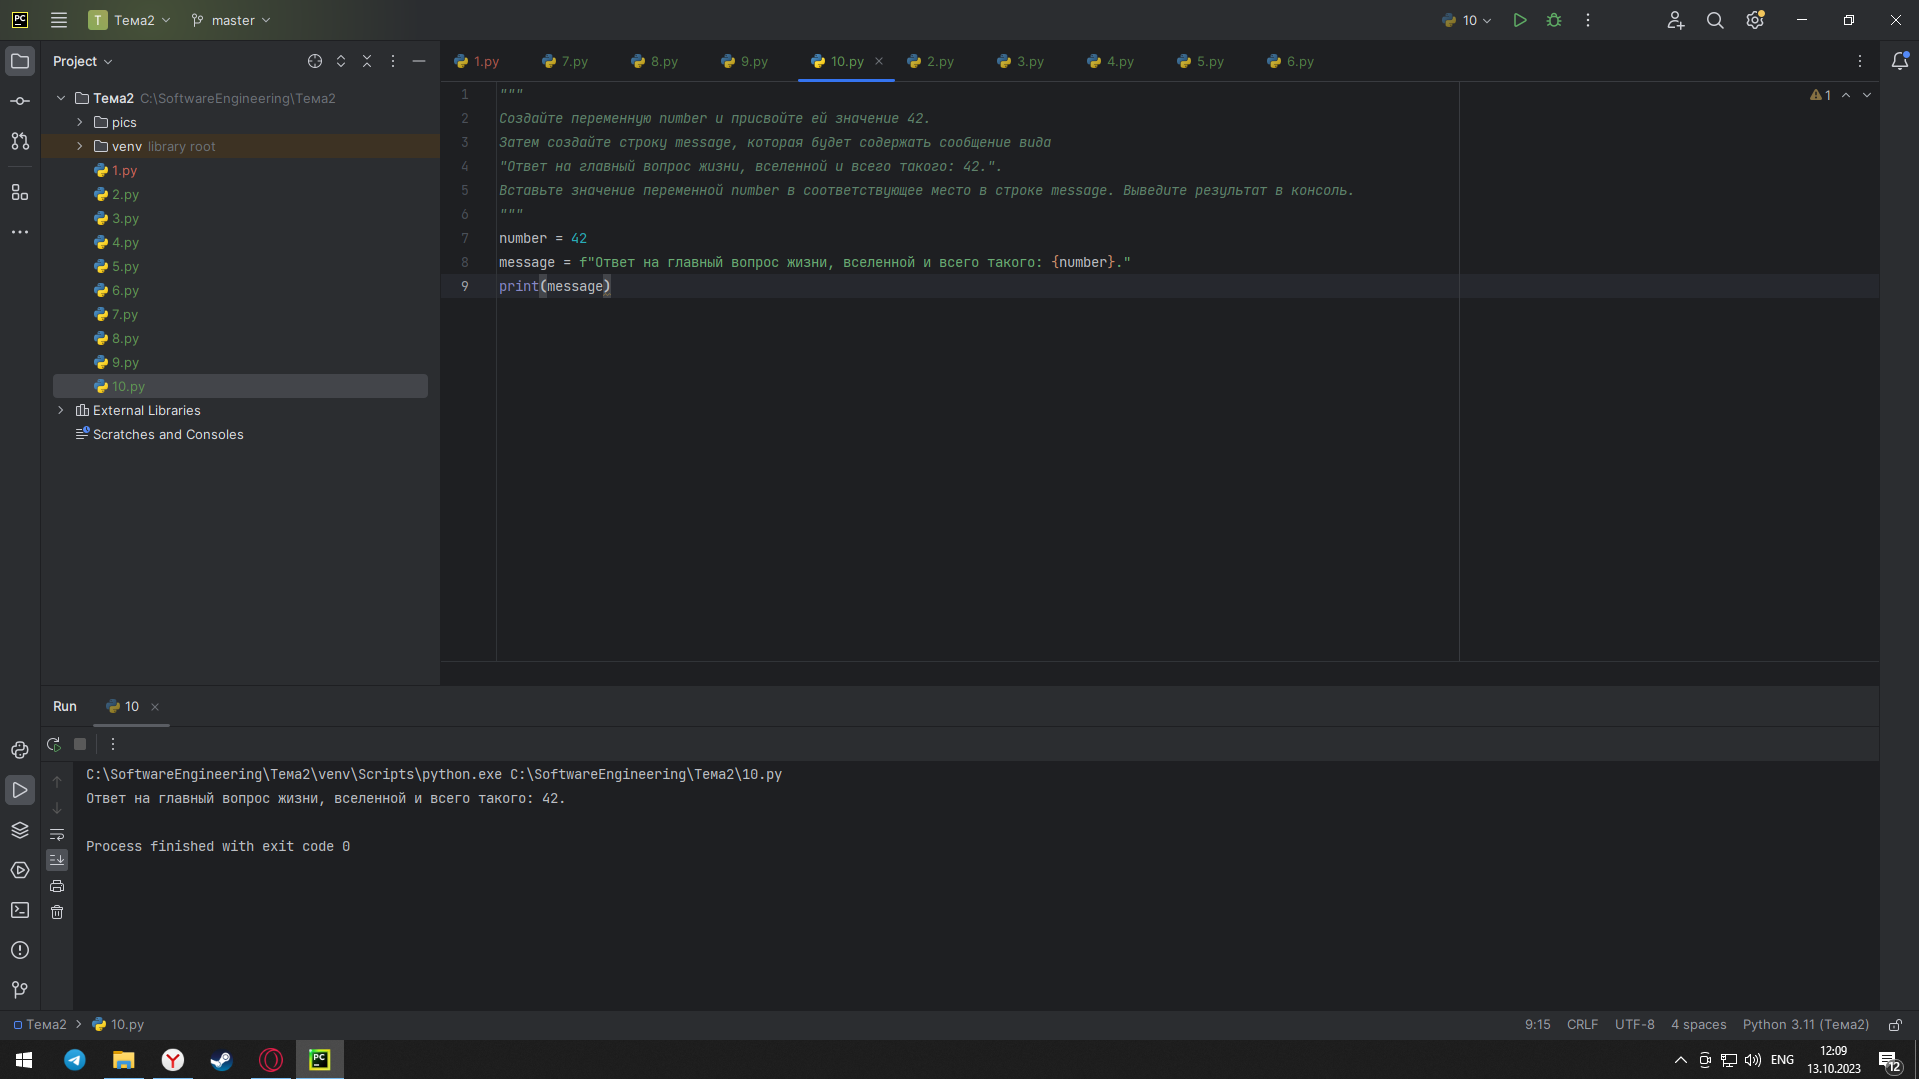 PC T Тема2 master 10
Project
1.py 7.py 8.py 9.py 10.py 2.py 3.py 4.py 5.py 6.py
Тема2 C:\SoftwareEngineering\Тема2
pics
venv library root
1.py
2.py
3.py
4.py
5.py
6.py
7.py
8.py
9.py
10.py
External Libraries
Scratches and Consoles
1 """
2 Создайте переменную number и присвойте ей значение 42.
3 Затем создайте строку message, которая будет содержать сообщение вида
4 "Ответ на главный вопрос жизни, вселенной и всего такого: 42.".
5 Вставьте значение переменной number в соответствующее место в строке message. Выведите результат в консоль.
6 """
7 number = 42
8 message = f"Ответ на главный вопрос жизни, вселенной и всего такого: {number}."
9 print(message)
1
Run 10
C:\SoftwareEngineering\Тема2\venv\Scripts\python.exe C:\SoftwareEngineering\Тема2\10.py
Ответ на главный вопрос жизни, вселенной и всего такого: 42.
Process finished with exit code 0
Тема2 10.py 9:15 CRLF UTF-8 4 spaces Python 3.11 (Тема2)
PC ENG 12:09
13.10.2023 12